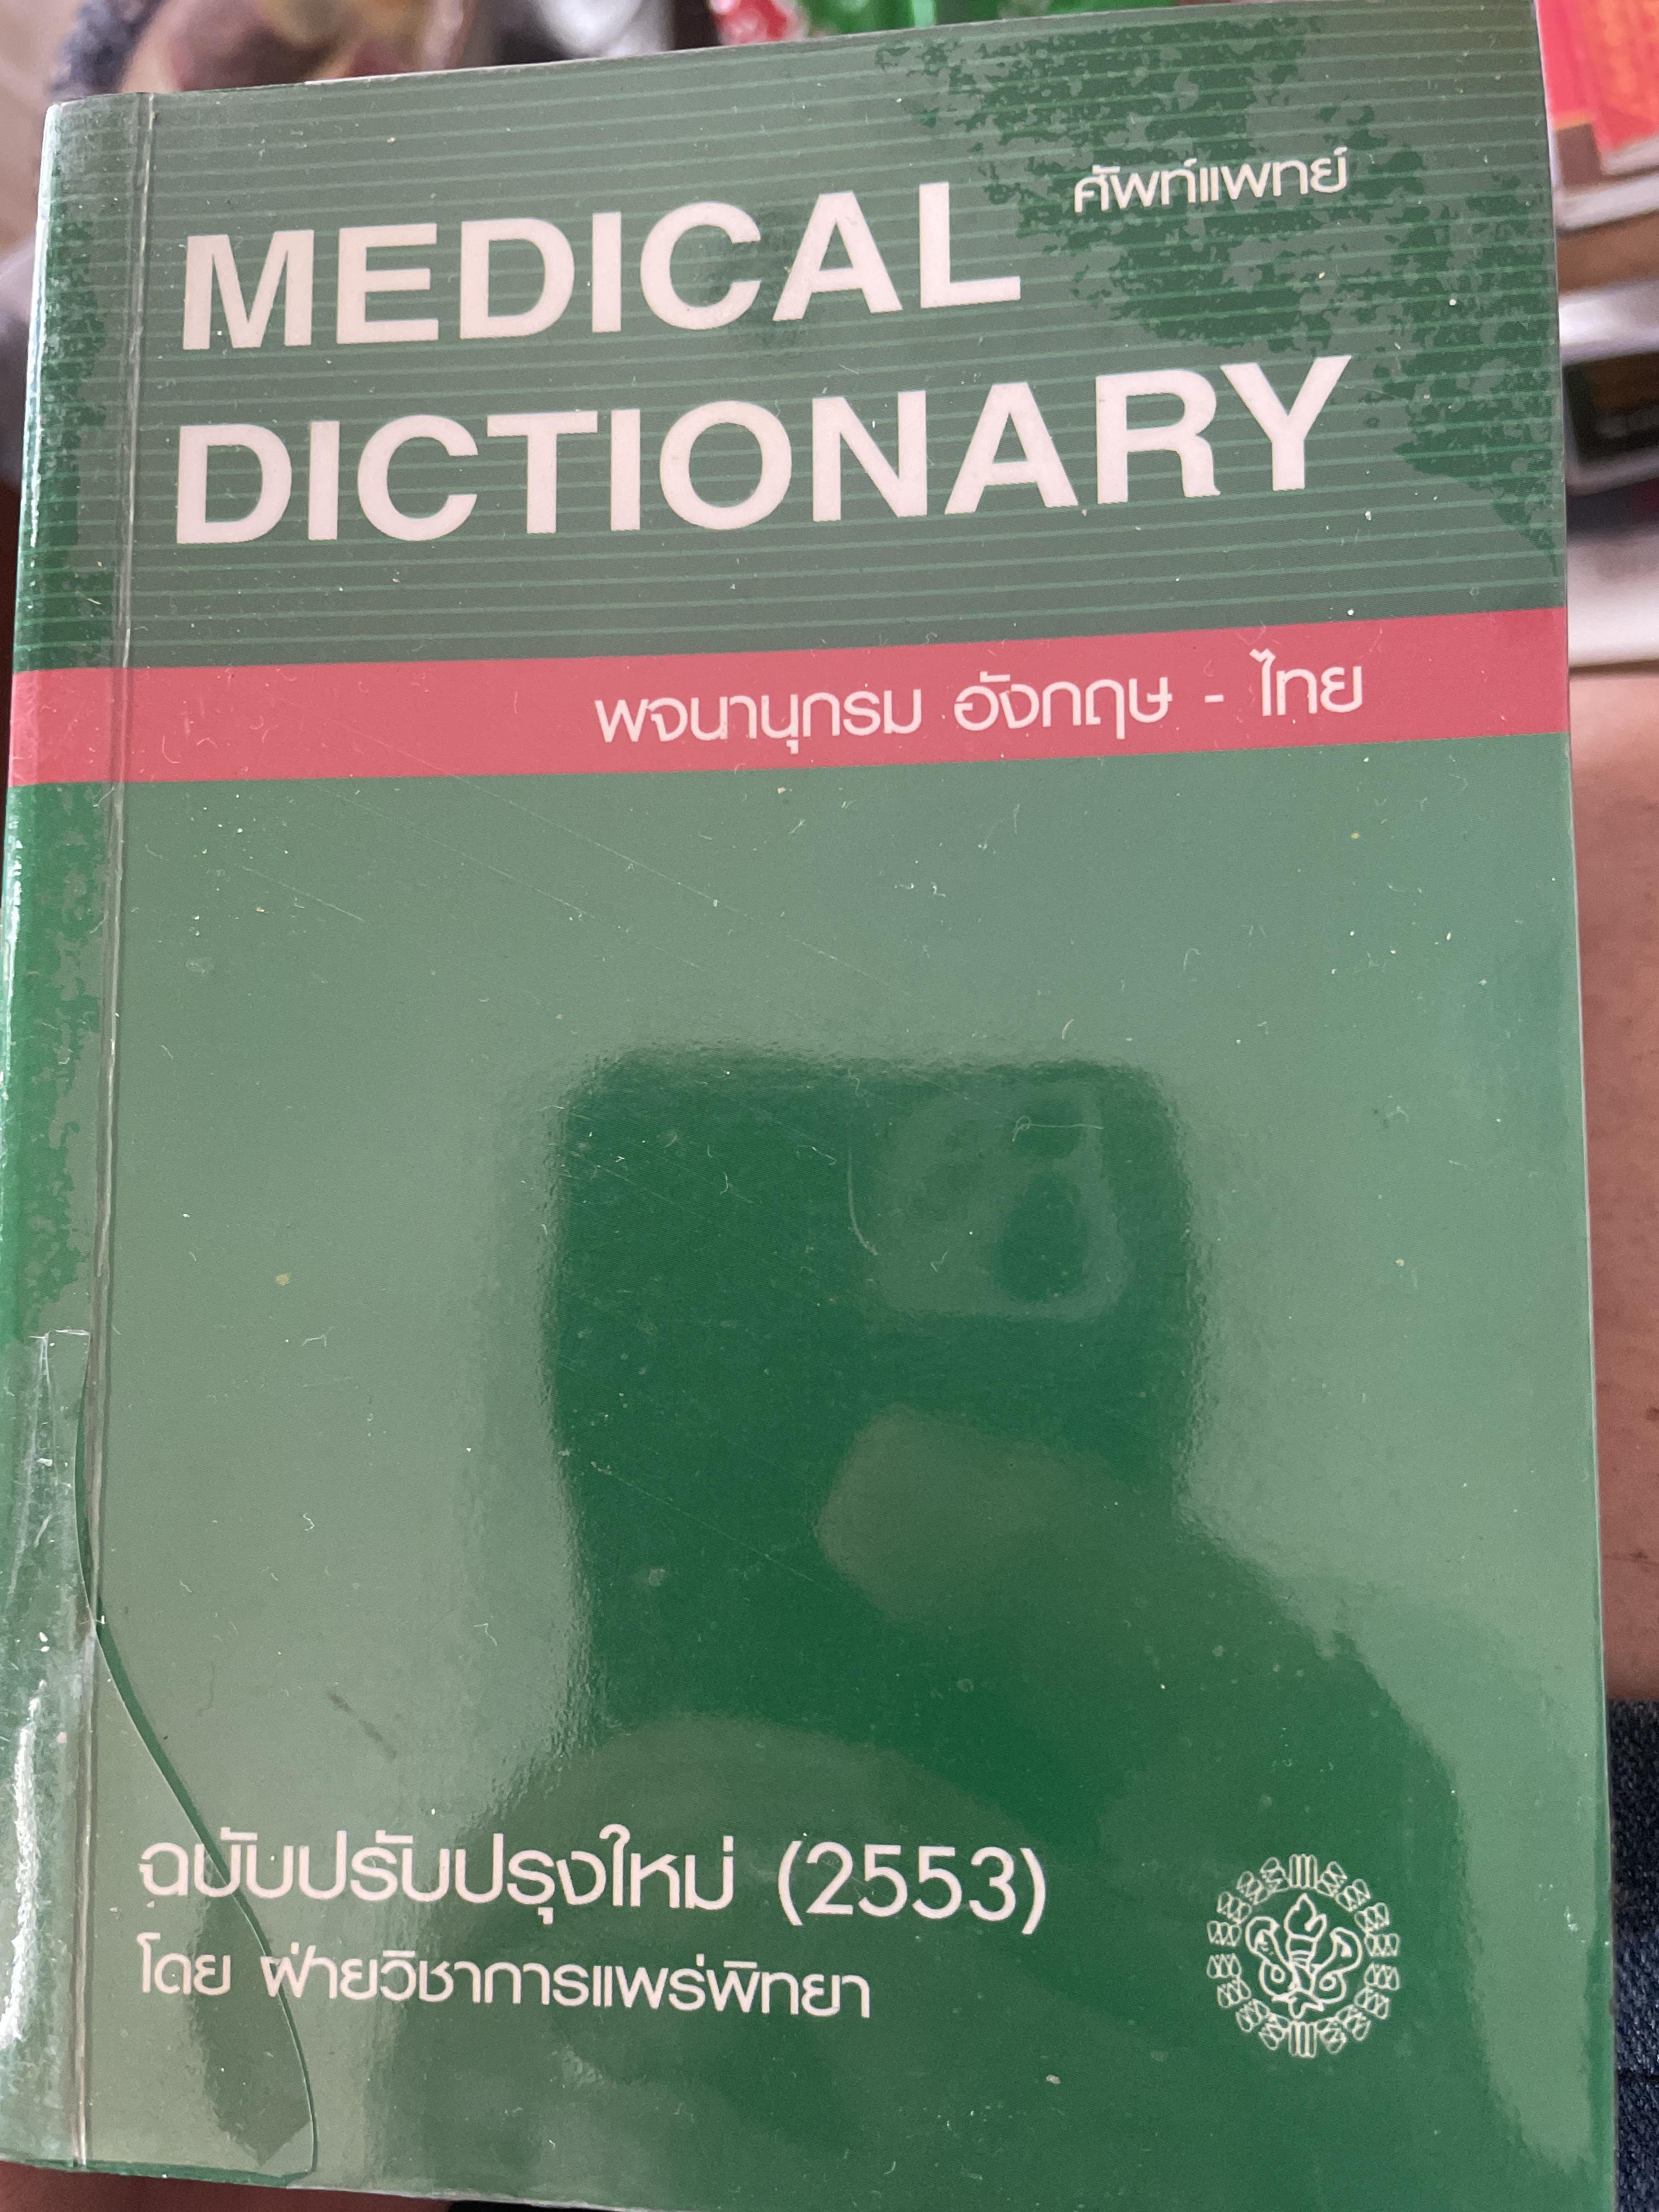 ศัพท์แพทย์
MEDICAL
DICTIONARY
พจนานุกรม อังกฤษ - ไทย
ฉบับปรับปรุงใหม่ (2553)
โดย ฝ่ายวิชาการแพร่พิทยา